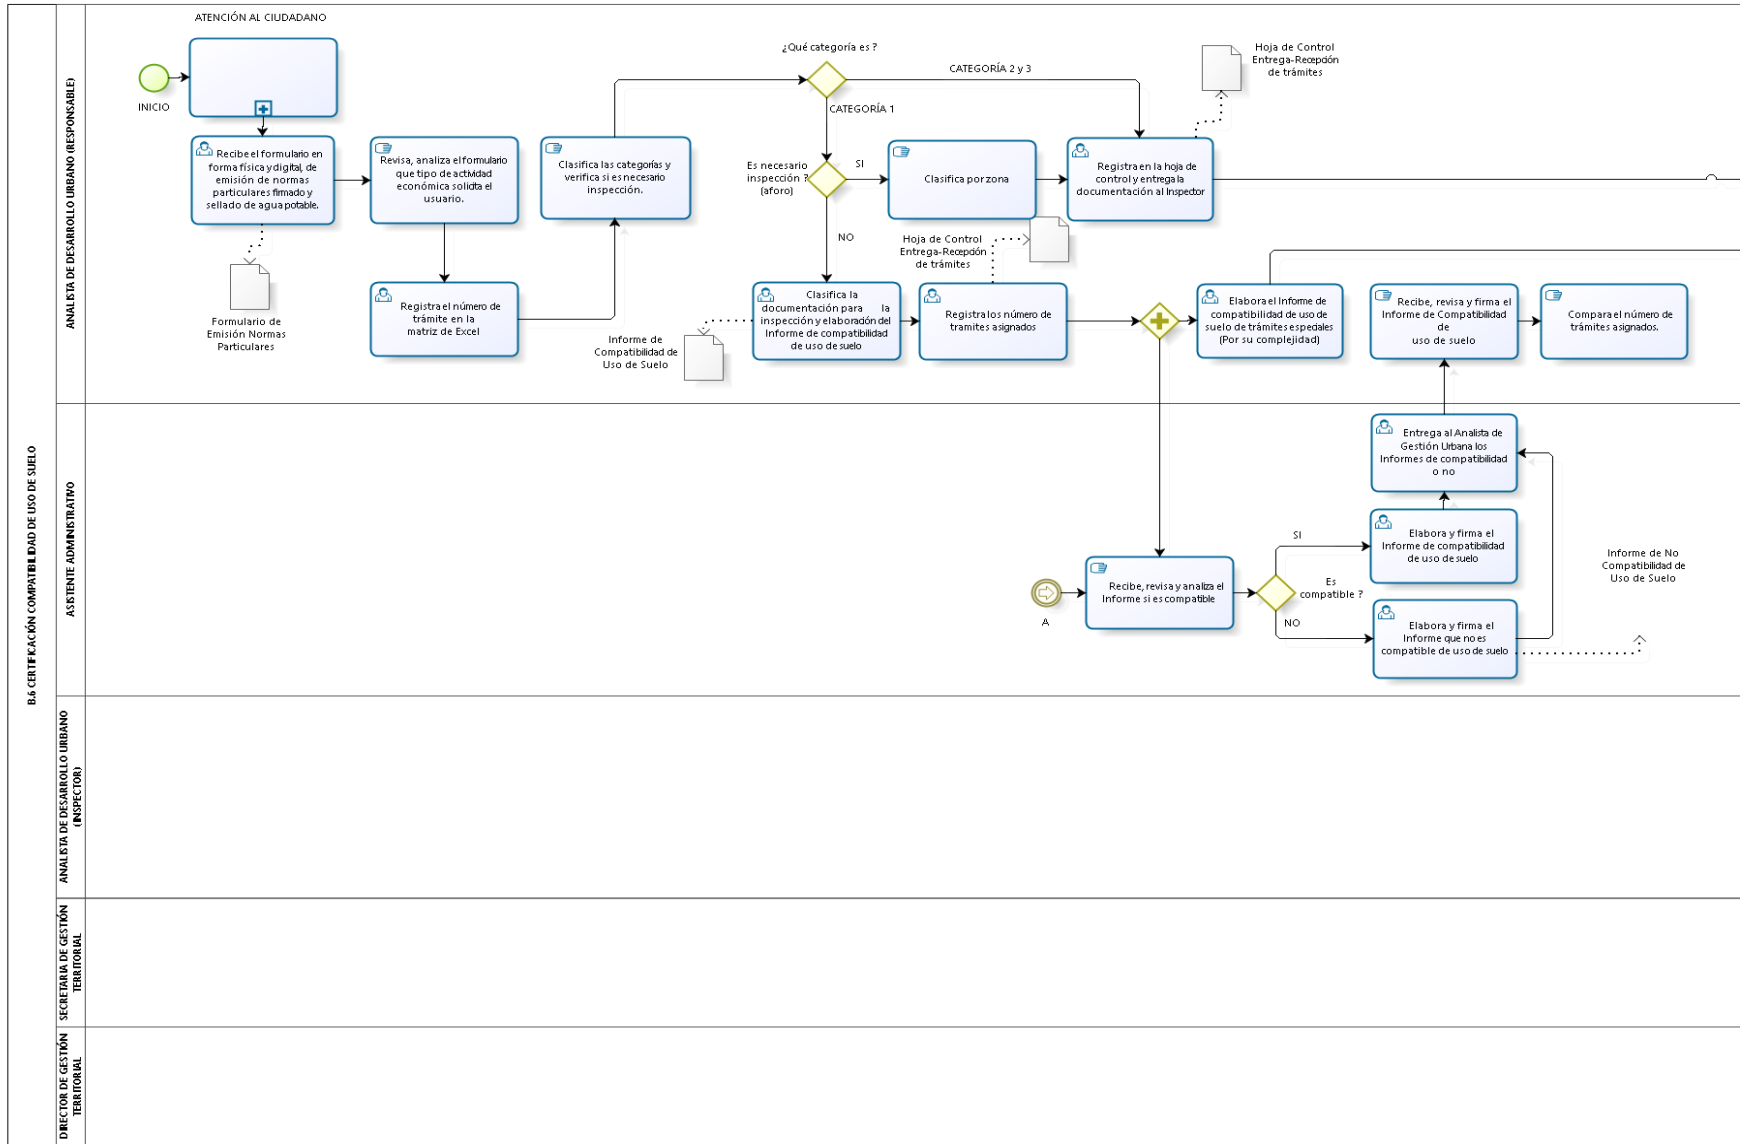 B.6 CERTIFICACIÓN COMPATIBILIDAD DE USO DE SUELO
ANALISTA DE DESARROLLO URBANO (RESPONSABLE)
ATENCIÓN AL CIUDADANO
INICIO
Recibe el formulario en
forma física y digital, de
emisión de normas
particulares firmado y
sellado de agua potable.
Formulario de
Emisión Normas
Particulares
Revisa, analiza el formulario
que tipo de actividad
económica solicita el
usuario.
Registra el número de
trámite en la
matriz de Excel
Clasifica las categorías y
verifica si es necesario
inspección.
¿Qué categoría es ?
CATEGORÍA 2 y 3
CATEGORÍA 1
Es necesario
inspección ?
(aforo)
SI
NO
Clasifica por zona
Registra en la hoja de
control y entrega la
documentación al Inspector
Hoja de Control
Entrega-Recepción
de trámites
Hoja de Control
Entrega-Recepción
de trámites
Clasifica la
documentación para la
inspección y elaboración del
Informe de compatibilidad
de uso de suelo
Informe de
Compatibilidad de
Uso de Suelo
Registra los número de
tramites asignados
Elabora el Informe de
compatibilidad de uso de
suelo de trámites especiales
(Por su complejidad)
Recibe, revisa y firma el
Informe de Compatibilidad
de
uso de suelo
Compara el número de
trámites asignados.
ASISTENTE ADMINISTRATIVO
Entrega al Analista de
Gestión Urbana los
Informes de compatibilidad
o no
Elabora y firma el
Informe de compatibilidad
de uso de suelo
SI
Es
compatible ?
NO
Recibe, revisa y analiza el
Informe si es compatible
A
Elabora y firma el
Informe que no es
compatible de uso de suelo
Informe de No
Compatibilidad de
Uso de Suelo
ANALISTA DE DESARROLLO URBANO
(INSPECTOR)
SECRETARIA DE GESTIÓN
TERRITORIAL
DIRECTOR DE GESTIÓN
TERRITORIAL